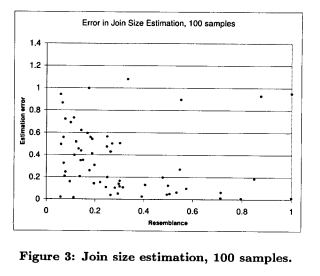 Error in Join Size Estimation, 100 samples
1.4
1.2
1
0.8
0.6
0.4
0.2
0
Estimation error
0 0.2 0.4 0.6 0.8 1
Resemblance
Figure 3: Join size estimation, 100 samples.